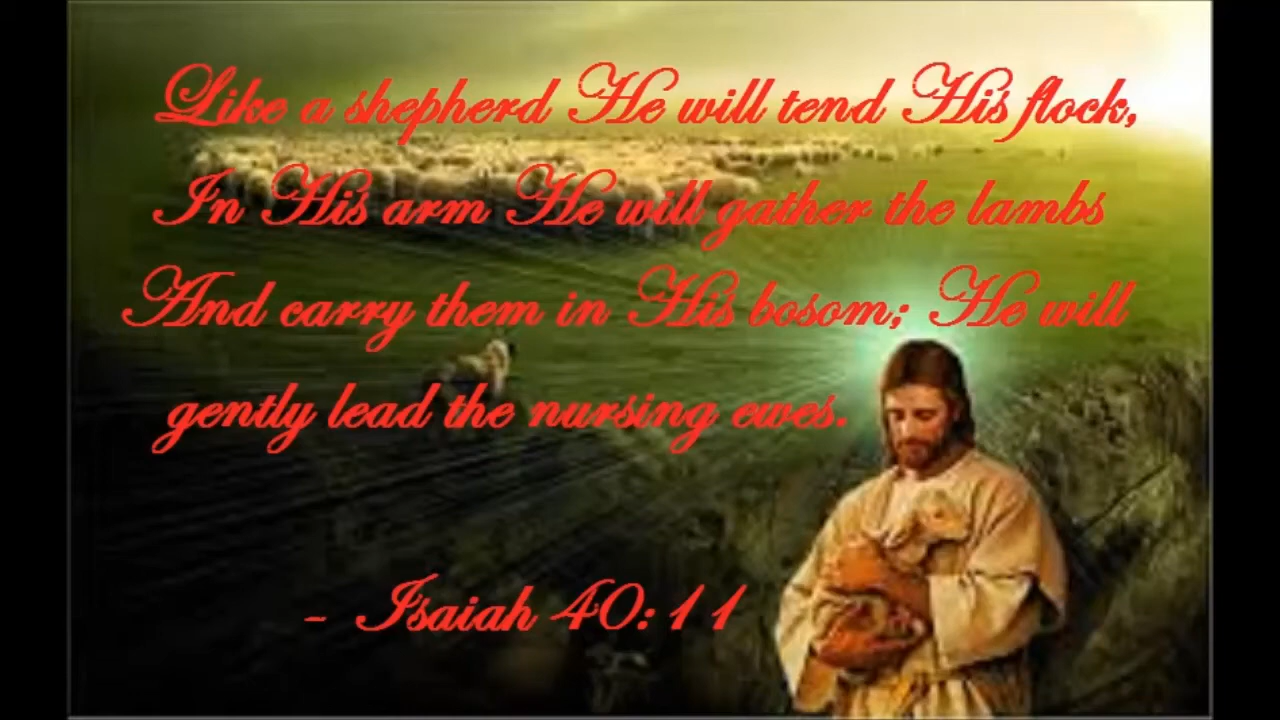 Like a shepherd He will tend His flock,
In His arm He will gather the lambs
And carry them in His bosom; He will
gently lead the nursing ewes.
- Isaiah 40:11